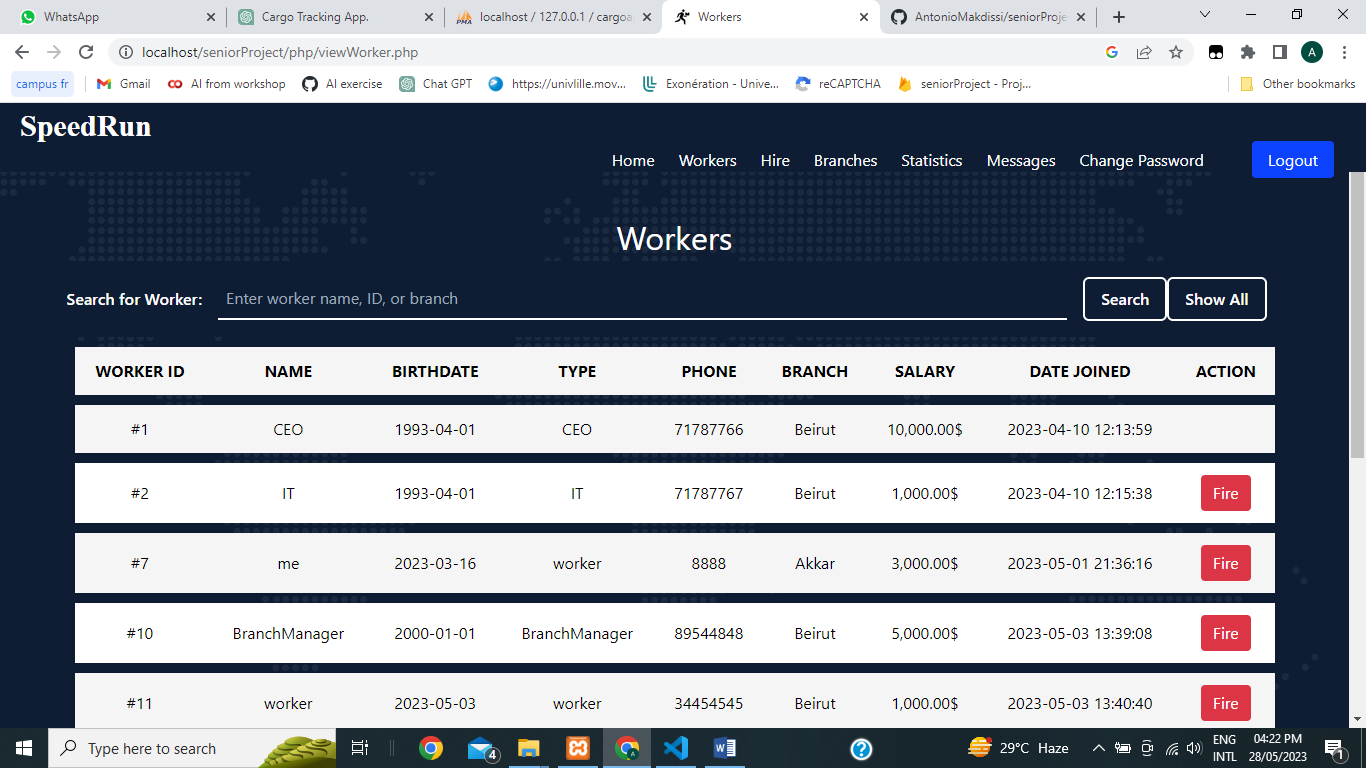 WhatsApp
Cargo Tracking App.
localhost / 127.0.0.1 / cargoa
Workers
AntonioMakdissi/seniorProje
localhost/seniorProject/php/viewWorker.php
A
campus fr
Gmail
AI from workshop
AI exercise
Chat GPT
https://univlille.mov...
Exonération - Unive...
reCAPTCHA
seniorProject - Proj...
Other bookmarks
SpeedRun
Home Workers Hire Branches Statistics Messages Change Password Logout
Workers
Search for Worker: Enter worker name, ID, or branch Search Show All
WORKER ID NAME BIRTHDATE TYPE PHONE BRANCH SALARY DATE JOINED ACTION
#1 CEO 1993-04-01 CEO 71787766 Beirut 10,000.00$ 2023-04-10 12:13:59
#2 IT 1993-04-01 IT 71787767 Beirut 1,000.00$ 2023-04-10 12:15:38 Fire
#7 me 2023-03-16 worker 8888 Akkar 3,000.00$ 2023-05-01 21:36:16 Fire
#10 BranchManager 2000-01-01 BranchManager 89544848 Beirut 5,000.00$ 2023-05-03 13:39:08 Fire
#11 worker 2023-05-03 worker 34454545 Beirut 1,000.00$ 2023-05-03 13:40:40 Fire
Type here to search
4
29°C Haze
ENG
INTL
04:22 PM
28/05/2023
1